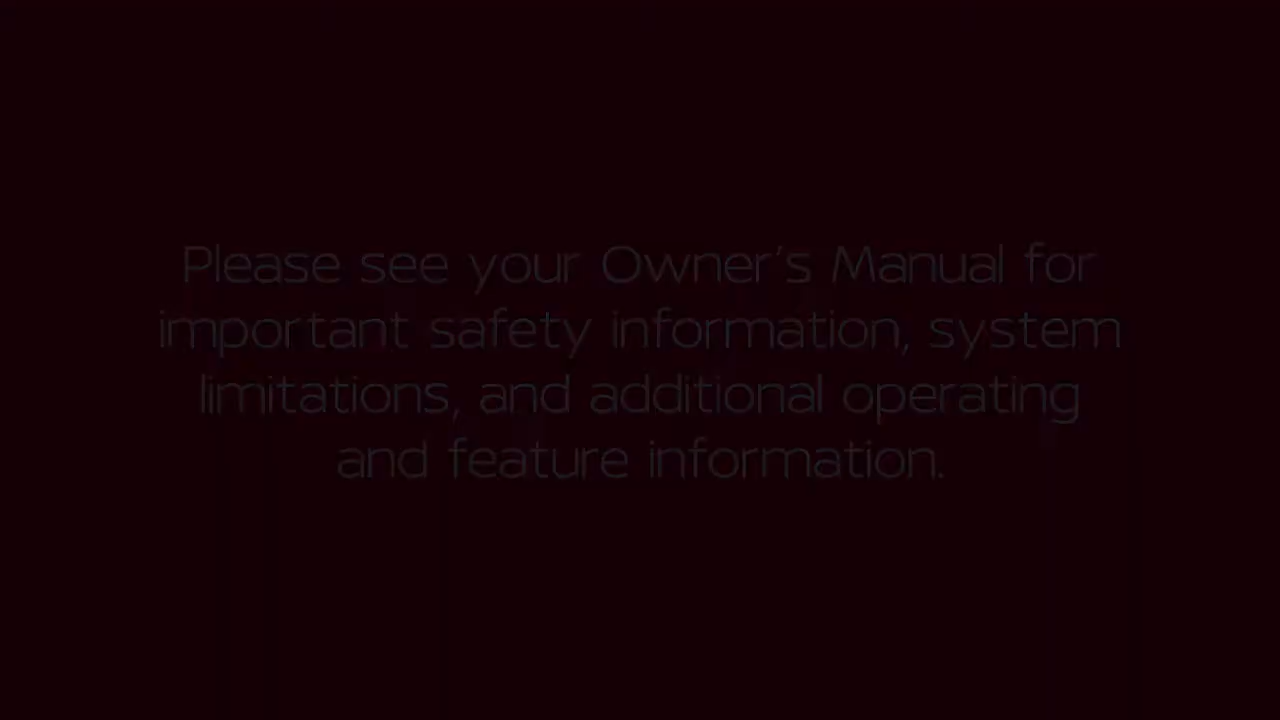 Please see your Owner’s Manual for
important safety information, system
limitations, and additional operating
and feature information.